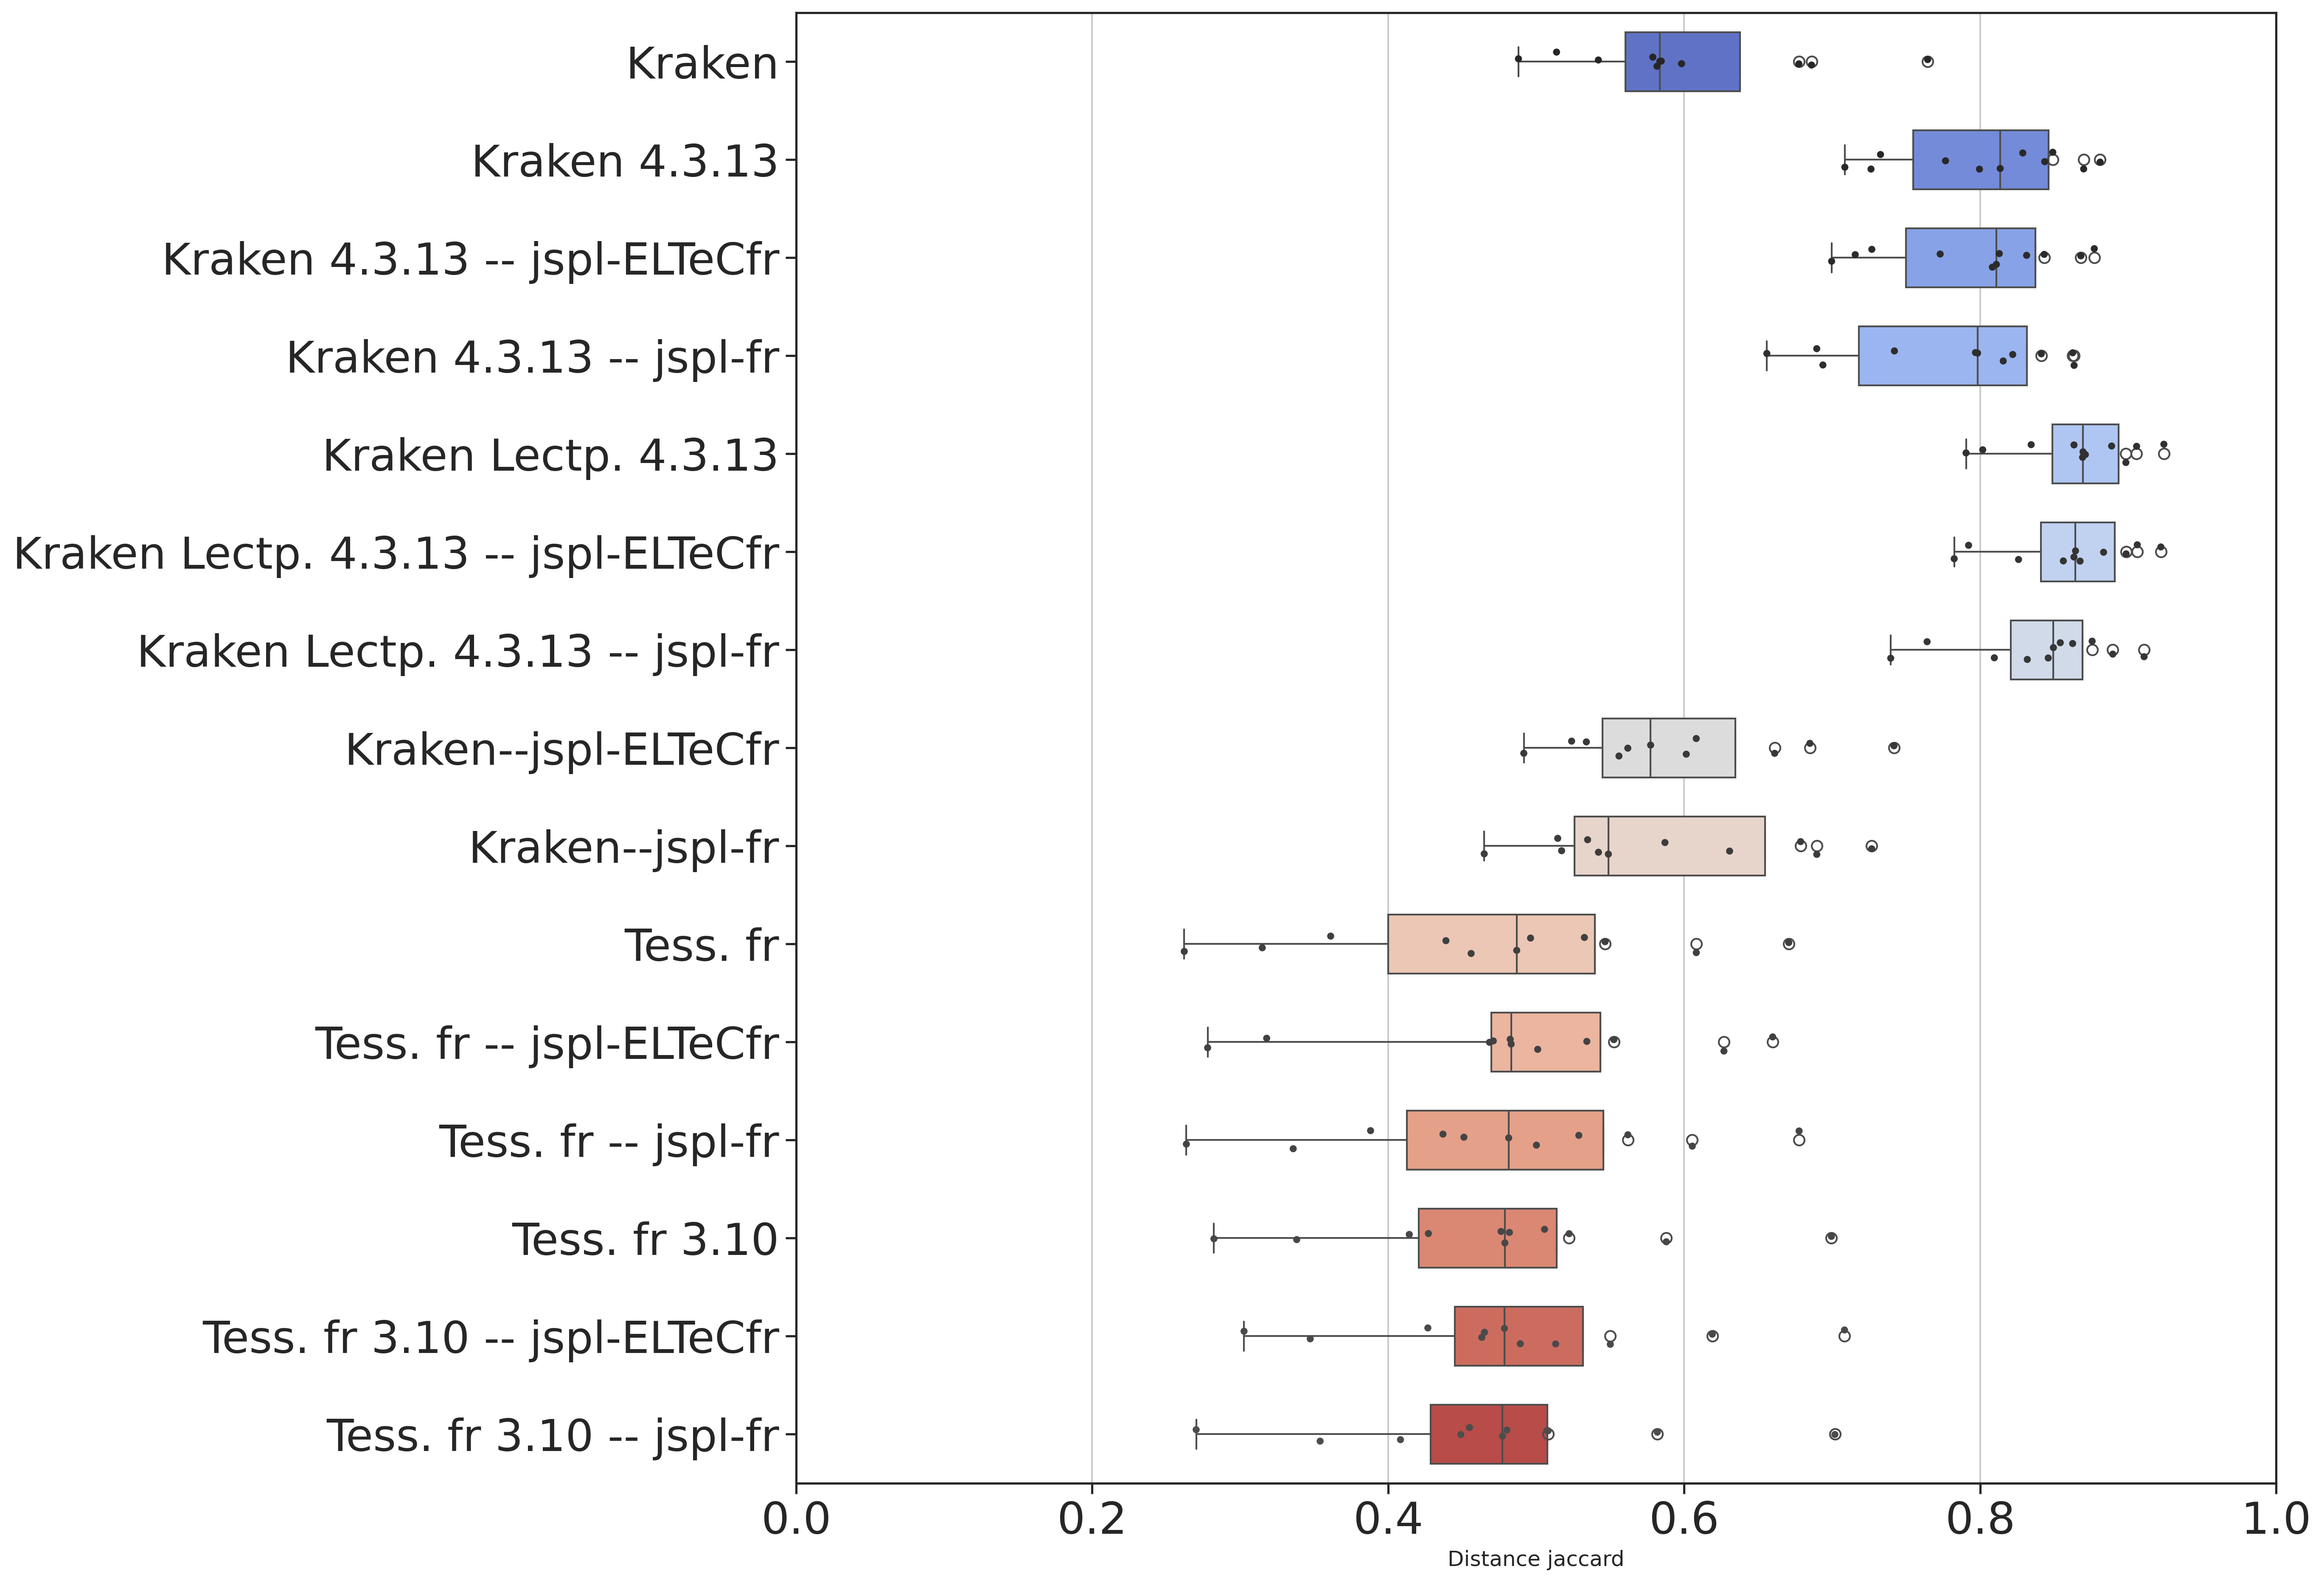 Kraken
Kraken 4.3.13
Kraken 4.3.13 -- jspl-ELTeCfr
Kraken 4.3.13 -- jspl-fr
Kraken Lectp. 4.3.13
Kraken Lectp. 4.3.13 -- jspl-ELTeCfr
Kraken Lectp. 4.3.13 -- jspl-fr
Kraken--jspl-ELTeCfr
Kraken--jspl-fr
Tess. fr
Tess. fr -- jspl-ELTeCfr
Tess. fr -- jspl-fr
Tess. fr 3.10
Tess. fr 3.10 -- jspl-ELTeCfr
Tess. fr 3.10 -- jspl-fr
0.0 0.2 0.4 0.6 0.8 1.0
Distance jaccard